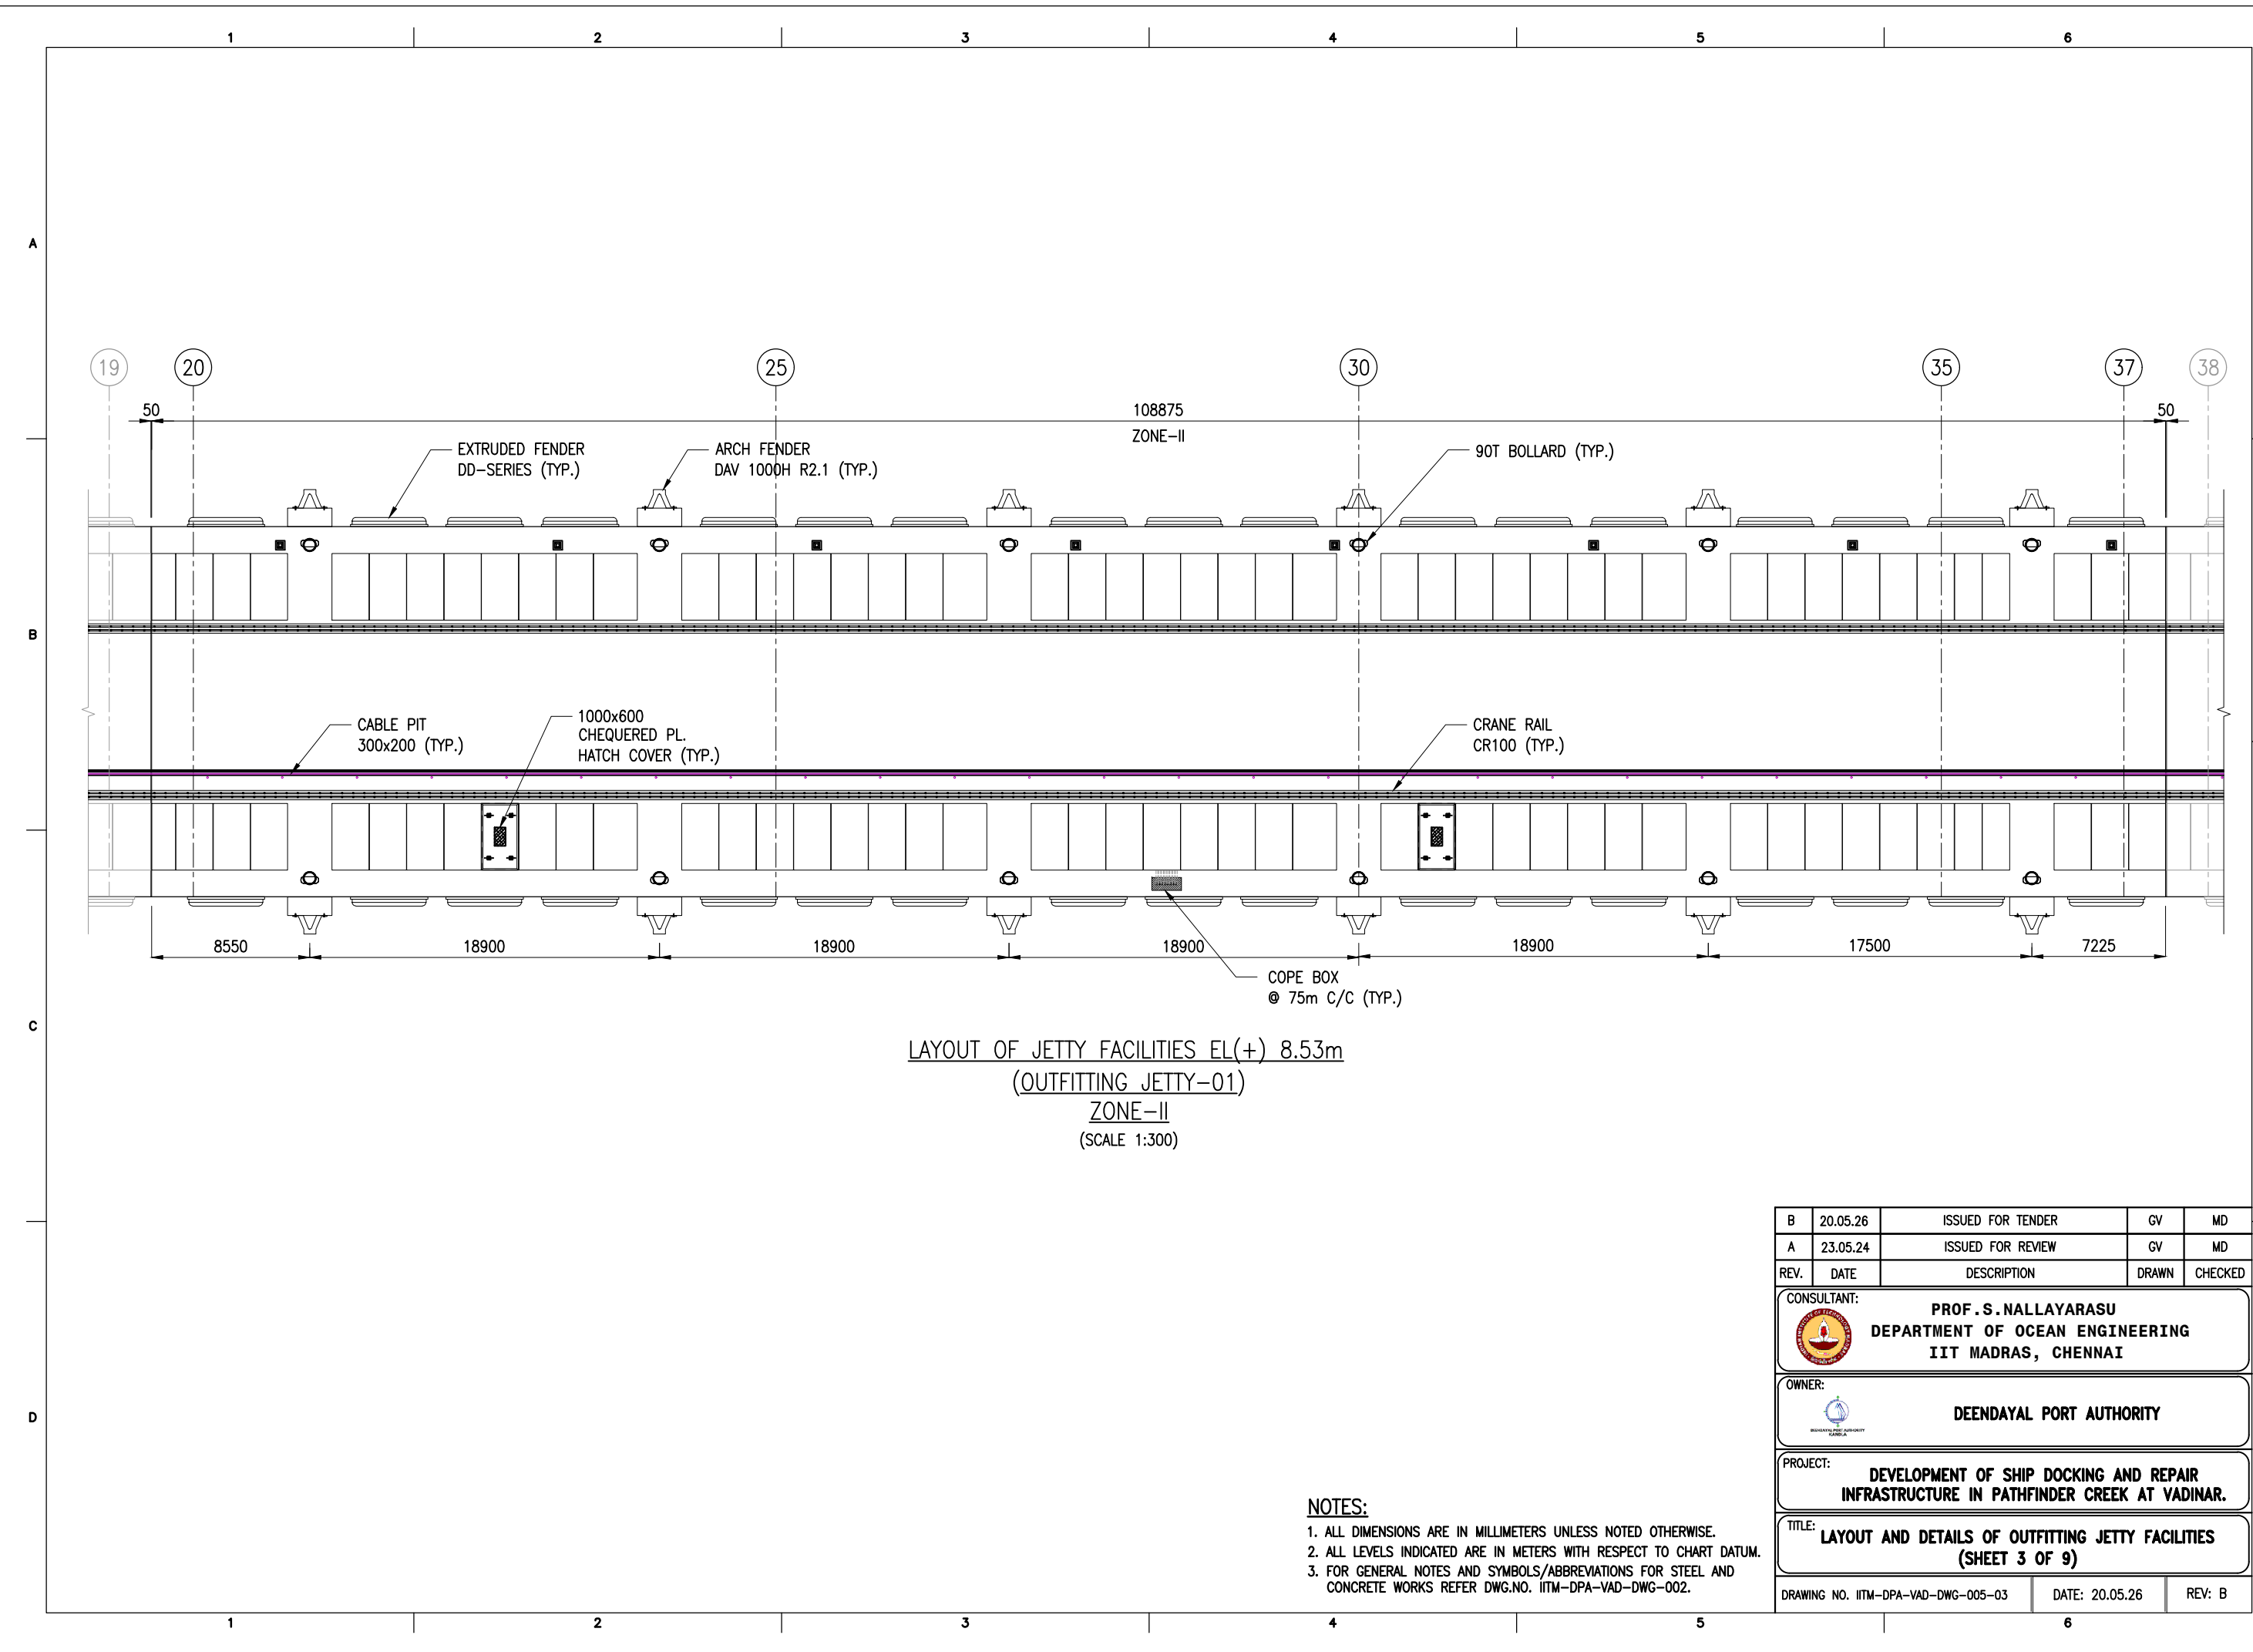 1 2 3 4 5 6
A
B
C
D
19 20 25 30 35 37 38
50 108875 50
ZONE-II
EXTRUDED FENDER
DD-SERIES (TYP.)
ARCH FENDER
DAV 1000H R2.1 (TYP.)
90T BOLLARD (TYP.)
CABLE PIT
300x200 (TYP.)
1000x600
CHEQUERED PL.
HATCH COVER (TYP.)
CRANE RAIL
CR100 (TYP.)
8550 18900 18900 18900 18900 17500 7225
COPE BOX
@ 75m C/C (TYP.)
LAYOUT OF JETTY FACILITIES EL(+) 8.53m
(OUTFITTING JETTY-01)
ZONE-II
(SCALE 1:300)
NOTES:
1. ALL DIMENSIONS ARE IN MILLIMETERS UNLESS NOTED OTHERWISE.
2. ALL LEVELS INDICATED ARE IN METERS WITH RESPECT TO CHART DATUM.
3. FOR GENERAL NOTES AND SYMBOLS/ABBREVIATIONS FOR STEEL AND
CONCRETE WORKS REFER DWG.NO. IITM-DPA-VAD-DWG-002.
B 20.05.26 ISSUED FOR TENDER GV MD
A 23.05.24 ISSUED FOR REVIEW GV MD
REV. DATE DESCRIPTION DRAWN CHECKED
CONSULTANT:
PROF.S.NALLAYARASU
DEPARTMENT OF OCEAN ENGINEERING
IIT MADRAS, CHENNAI
OWNER:
DEENDAYAL PORT AUTHORITY
KANDLA
DEENDAYAL PORT AUTHORITY
PROJECT:
DEVELOPMENT OF SHIP DOCKING AND REPAIR
INFRASTRUCTURE IN PATHFINDER CREEK AT VADINAR.
TITLE:
LAYOUT AND DETAILS OF OUTFITTING JETTY FACILITIES
(SHEET 3 OF 9)
DRAWING NO. IITM-DPA-VAD-DWG-005-03 DATE: 20.05.26 REV: B
1 2 3 4 5 6